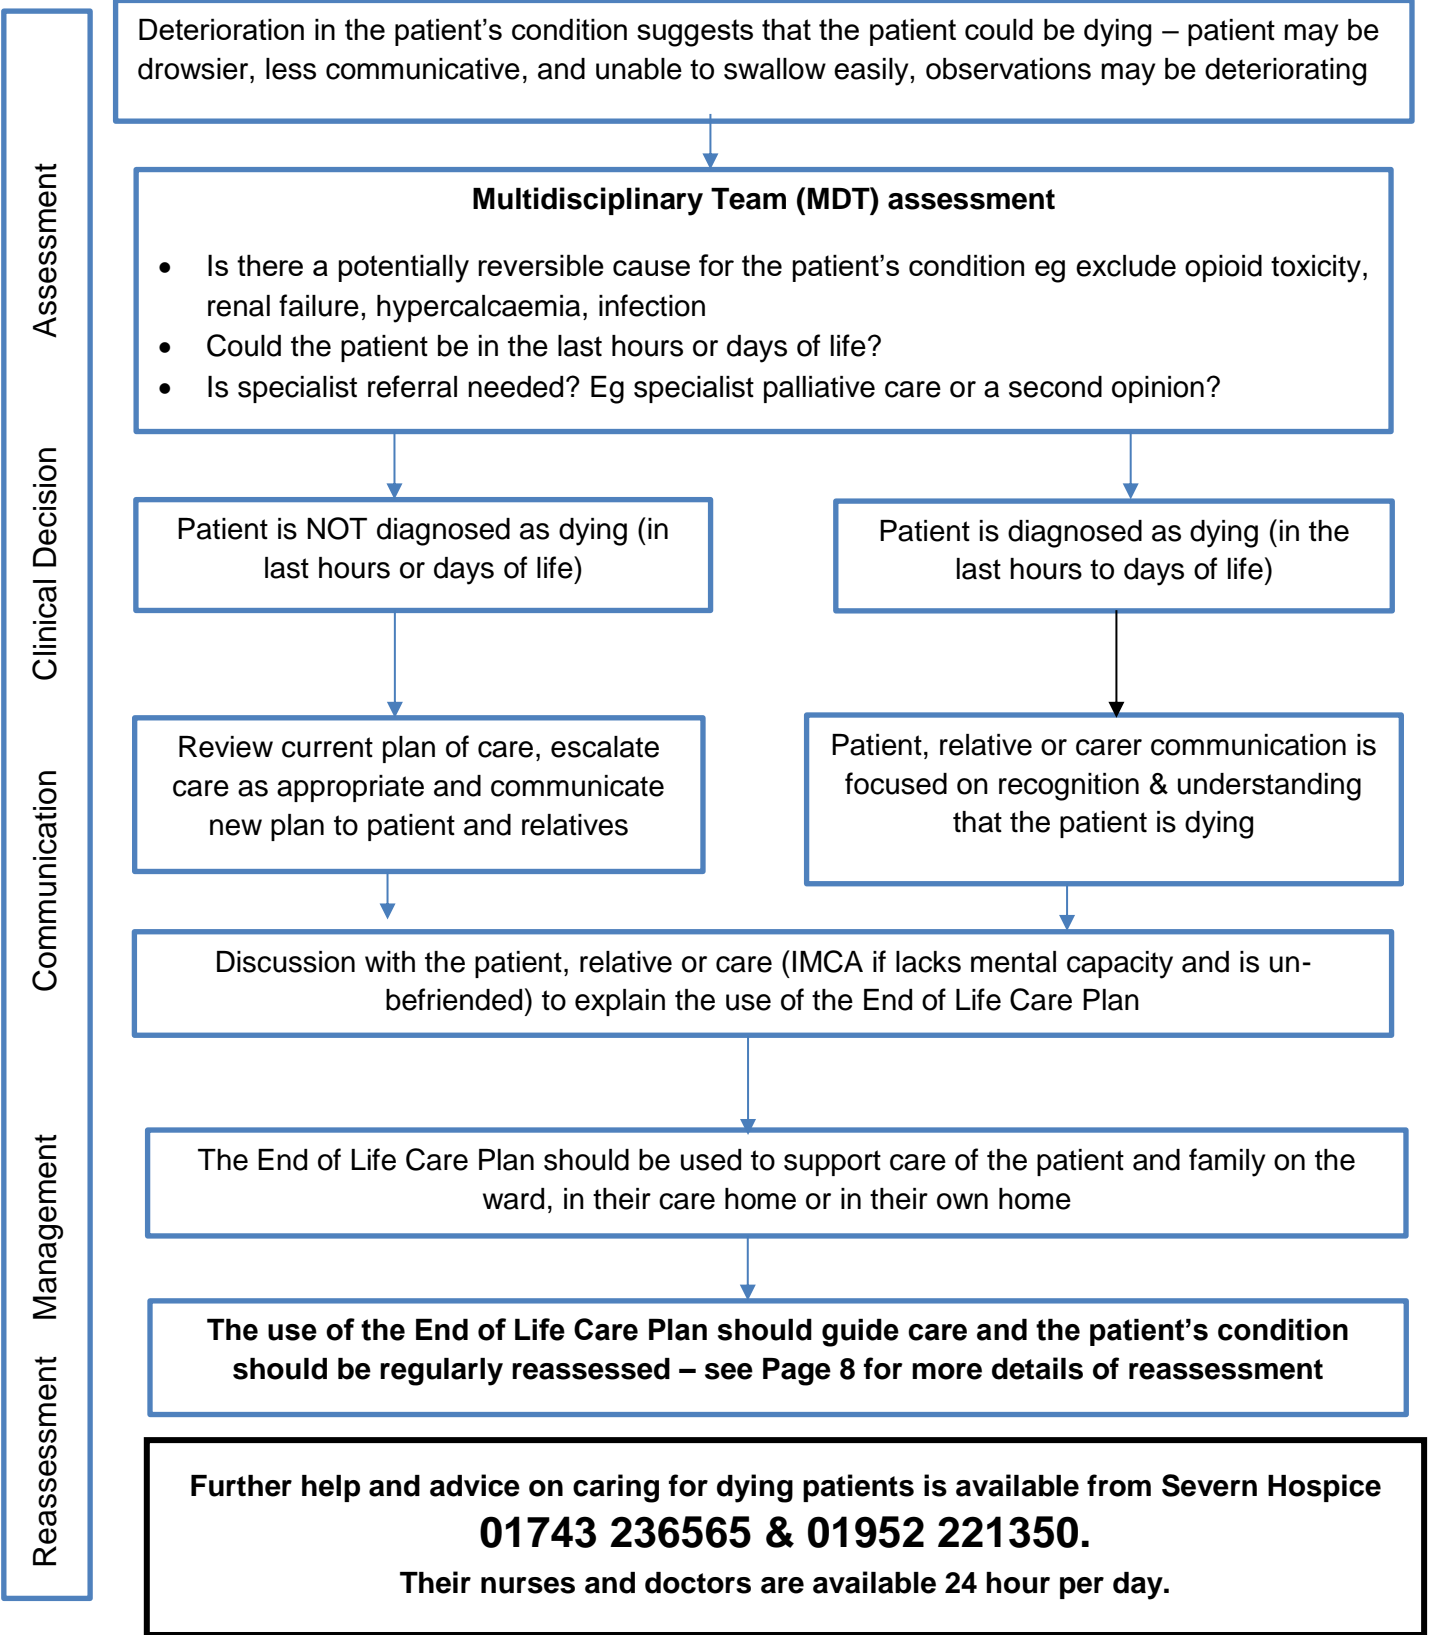 Deterioration in the patient’s condition suggests that the patient could be dying – patient may be
drowsier, less communicative, and unable to swallow easily, observations may be deteriorating
Assessment
Multidisciplinary Team (MDT) assessment
• Is there a potentially reversible cause for the patient’s condition eg exclude opioid toxicity,
renal failure, hypercalcaemia, infection
• Could the patient be in the last hours or days of life?
• Is specialist referral needed? Eg specialist palliative care or a second opinion?
Clinical Decision
Patient is NOT diagnosed as dying (in
last hours or days of life)
Patient is diagnosed as dying (in the
last hours to days of life)
Communication
Review current plan of care, escalate
care as appropriate and communicate
new plan to patient and relatives
Patient, relative or carer communication is
focused on recognition & understanding
that the patient is dying
Discussion with the patient, relative or care (IMCA if lacks mental capacity and is un-
befriended) to explain the use of the End of Life Care Plan
Management
The End of Life Care Plan should be used to support care of the patient and family on the
ward, in their care home or in their own home
Reassessment
The use of the End of Life Care Plan should guide care and the patient’s condition
should be regularly reassessed – see Page 8 for more details of reassessment
Further help and advice on caring for dying patients is available from Severn Hospice
01743 236565 & 01952 221350.
Their nurses and doctors are available 24 hour per day.